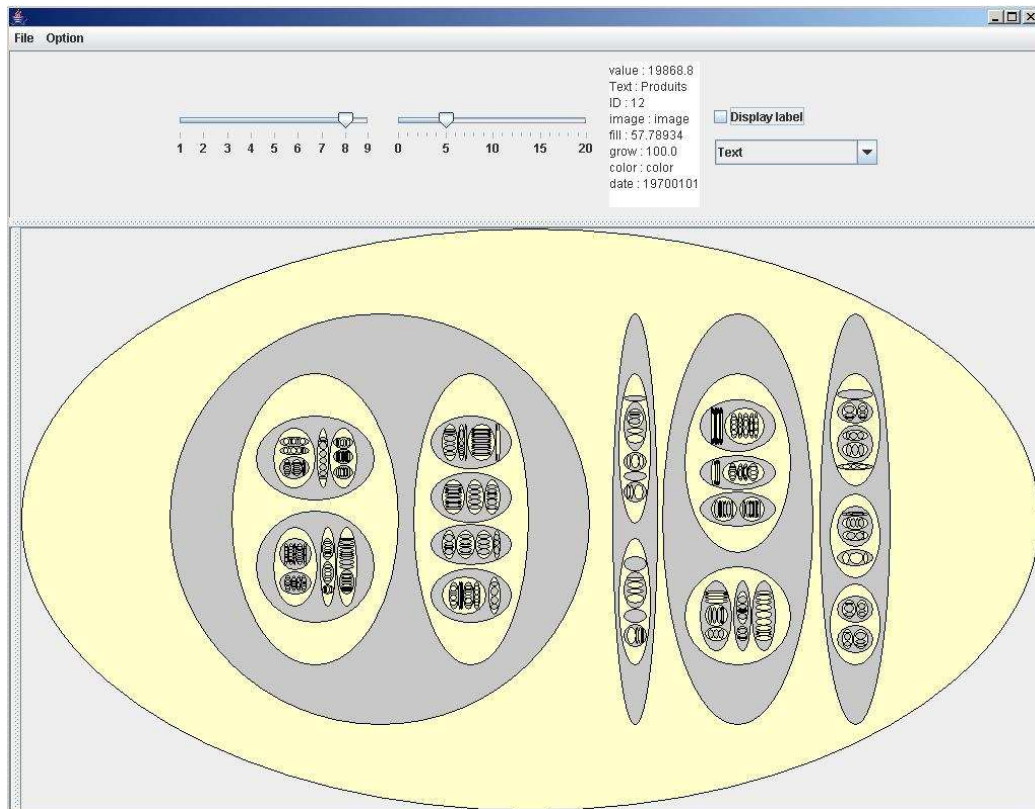 File Option
value : 19868.8
Text : Produits
ID : 12
image : image
fill : 57.78934
grow : 100.0
color : color
date : 19700101
Display label
Text
1 2 3 4 5 6 7 8 9
0 5 10 15 20